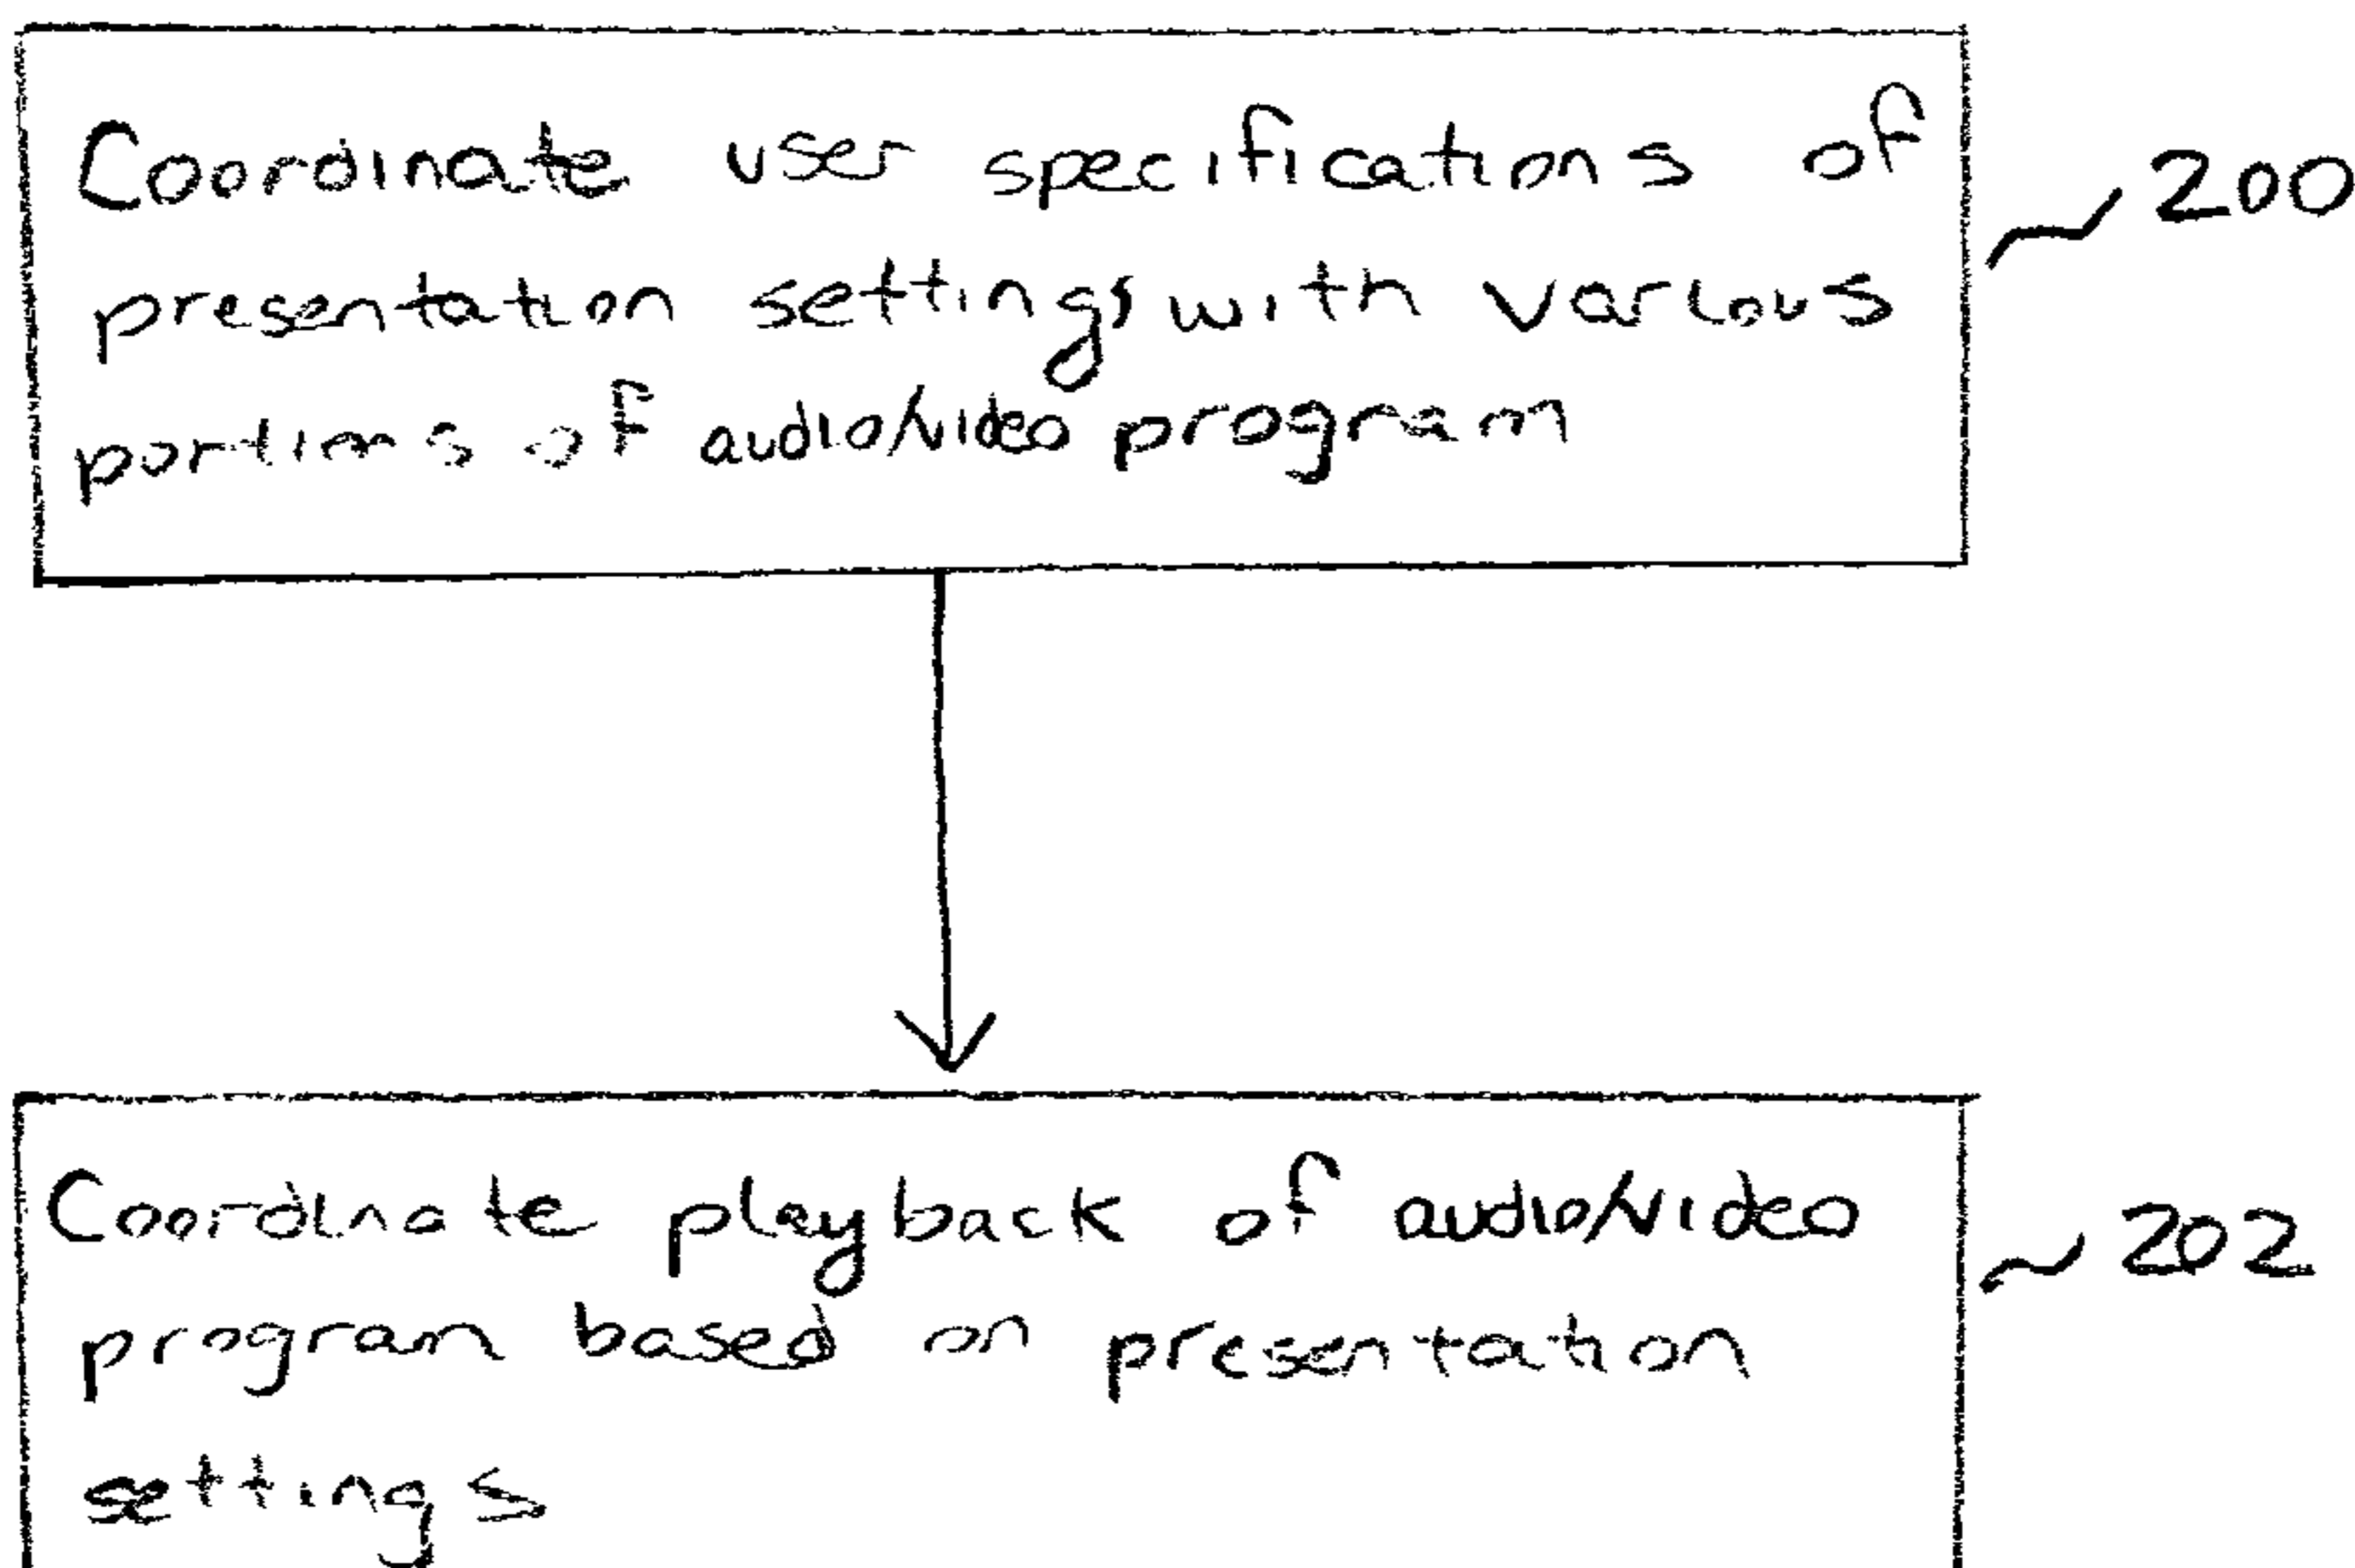 Coordinate user specifications of
~ 200
presentation settings with various
portions of audio/video program
Coordinate playback of audio/video
~ 202
program based on presentation
settings